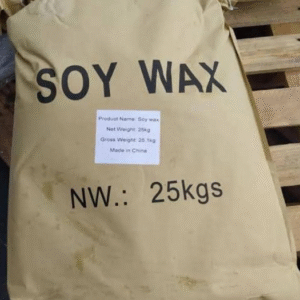 SOY WAX
Product Name: Soy wax
Net Weight: 25kg
Gross Weight: 25.1kg
Made in China
NW.: 25kgs